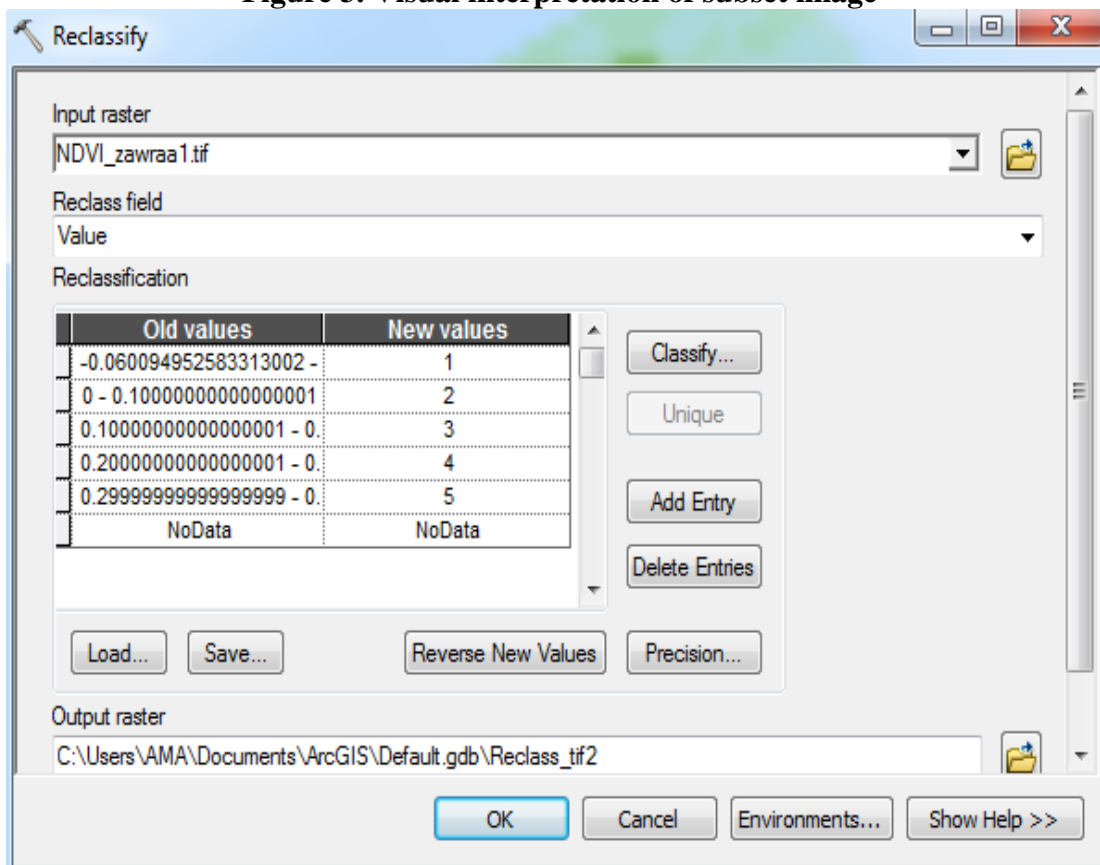 Figure 3. Visual interpretation of subset image
Reclassify
Input raster
NDVI_zawraa1.tif
Reclass field
Value
Reclassification
Old values New values
-0.060094952583313002 - 1
0 - 0.10000000000000001 2
0.10000000000000001 - 0. 3
0.20000000000000001 - 0. 4
0.29999999999999999 - 0. 5
NoData NoData
Classify...
Unique
Add Entry
Delete Entries
Load... Save... Reverse New Values Precision...
Output raster
C:\Users\AMA\Documents\ArcGIS\Default.gdb\Reclass_tif2
OK Cancel Environments... Show Help >>